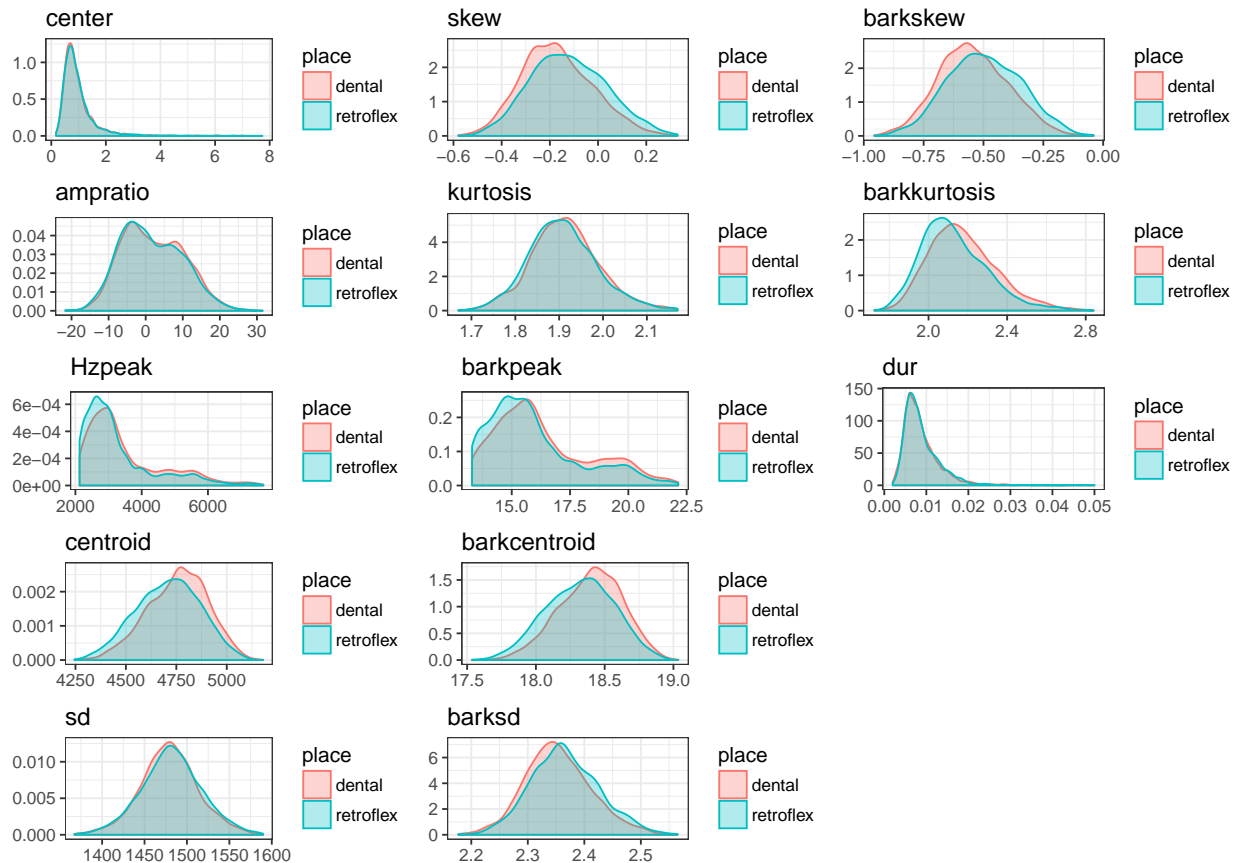 center
place
dental
retroflex
0.0
0.5
1.0
0 2 4 6 8
skew
place
dental
retroflex
0
1
2
−0.6 −0.4 −0.2 0.0 0.2
barkskew
place
dental
retroflex
0
1
2
−1.00 −0.75 −0.50 −0.25 0.00
ampratio
place
dental
retroflex
0.00
0.01
0.02
0.03
0.04
−20 −10 0 10 20 30
kurtosis
place
dental
retroflex
0
2
4
1.7 1.8 1.9 2.0 2.1
barkkurtosis
place
dental
retroflex
0
1
2
2.0 2.4 2.8
Hzpeak
place
dental
retroflex
0e+00
2e−04
4e−04
6e−04
2000 4000 6000
barkpeak
place
dental
retroflex
0.0
0.1
0.2
15.0 17.5 20.0 22.5
dur
place
dental
retroflex
0
50
100
150
0.00 0.01 0.02 0.03 0.04 0.05
centroid
place
dental
retroflex
0.000
0.001
0.002
4250 4500 4750 5000
barkcentroid
place
dental
retroflex
0.0
0.5
1.0
1.5
17.5 18.0 18.5 19.0
sd
place
dental
retroflex
0.000
0.005
0.010
1400 1450 1500 1550 1600
barksd
place
dental
retroflex
0
2
4
6
2.2 2.3 2.4 2.5